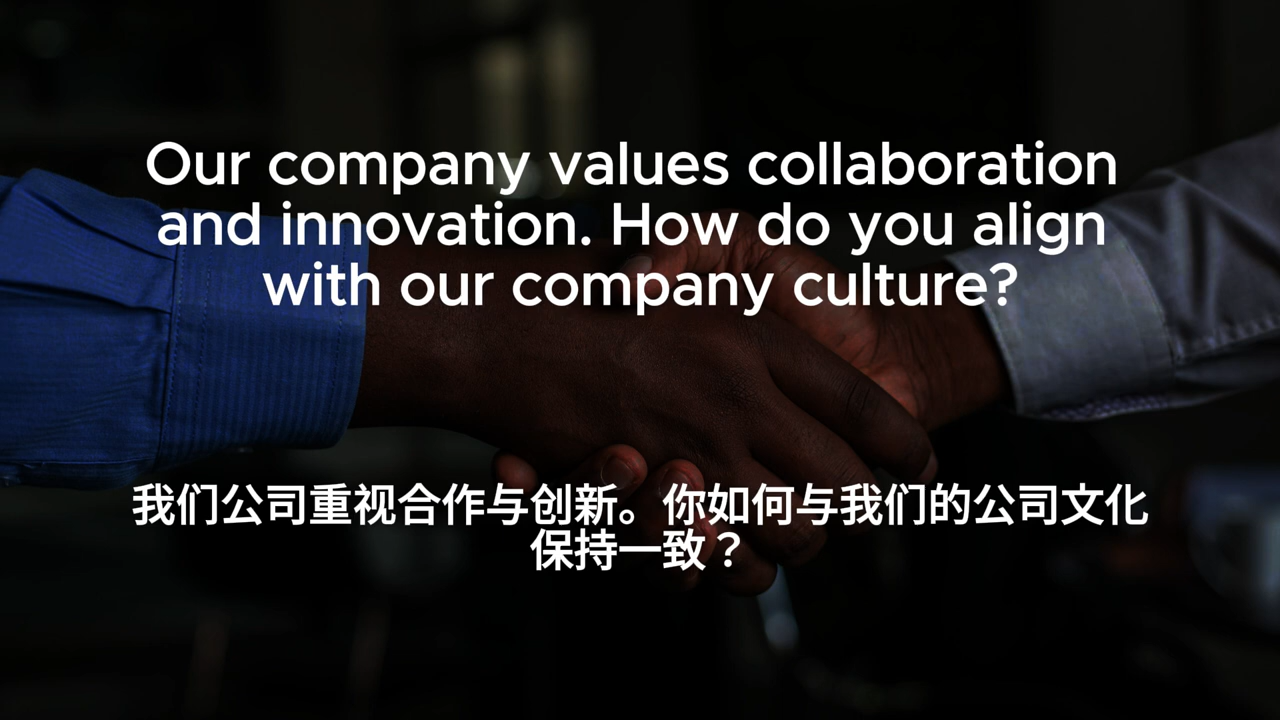 Our company values collaboration
and innovation. How do you align
with our company culture?
我们公司重视合作与创新。你如何与我们的公司文化
保持一致？